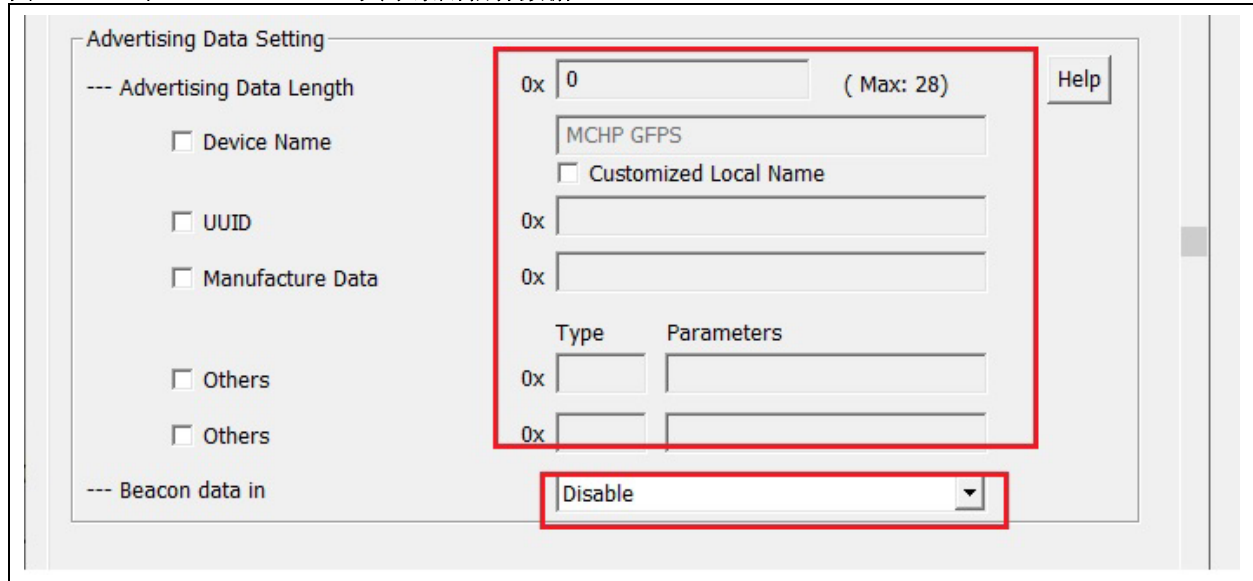 Advertising Data Setting
--- Advertising Data Length 0x 0 ( Max: 28) Help
Device Name MCHP GFPS
Customized Local Name
UUID 0x
Manufacture Data 0x
Type Parameters
Others 0x
Others 0x
--- Beacon data in Disable